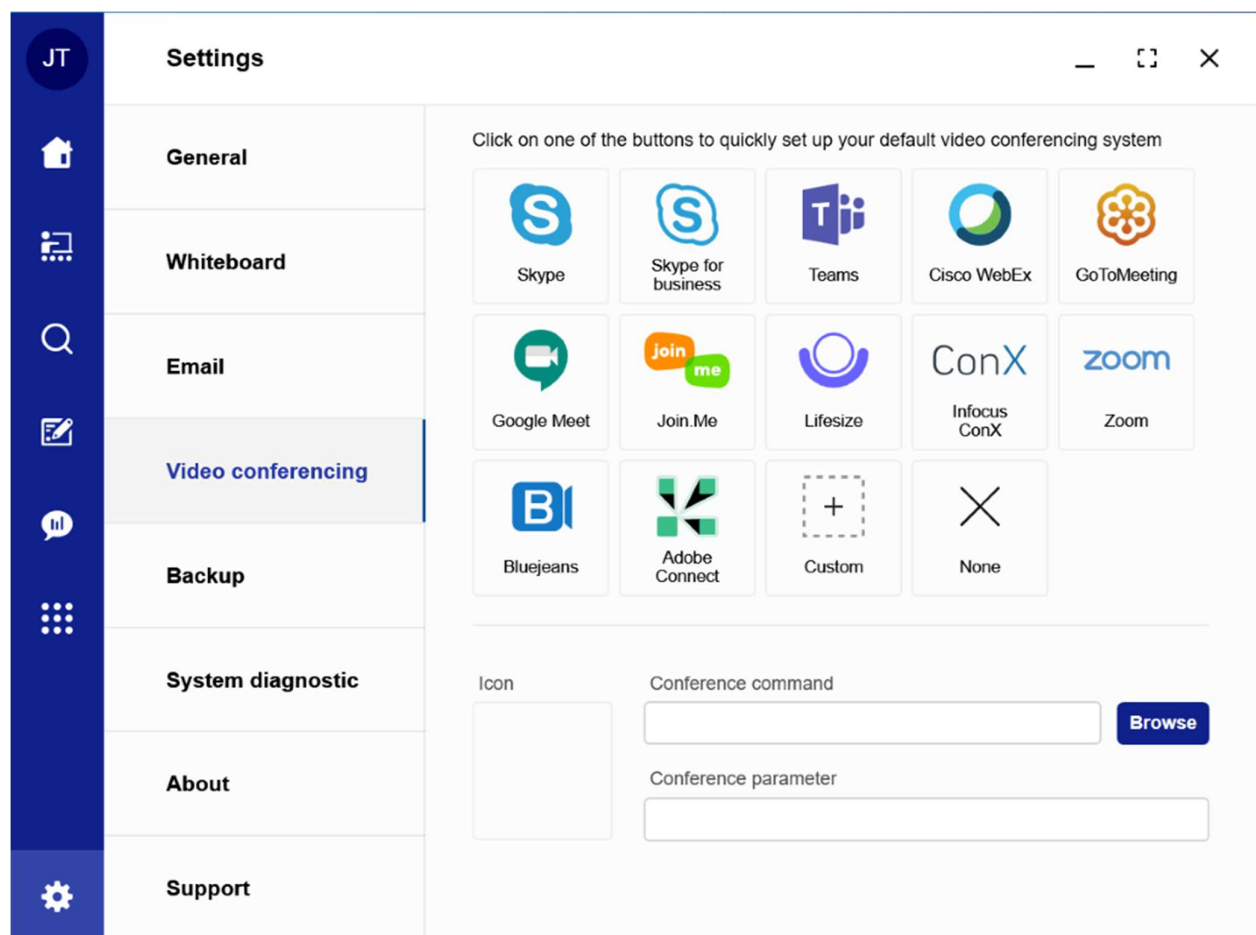 JT
Settings
General
Whiteboard
Email
Video conferencing
Backup
System diagnostic
About
Support
Click on one of the buttons to quickly set up your default video conferencing system
S
Skype
S
Skype for
business
T
Teams
Cisco WebEx
GoToMeeting
Google Meet
join
me
Join.Me
Lifesize
ConX
Infocus
ConX
zoom
Zoom
B
Bluejeans
Adobe
Connect
Custom
None
Icon
Conference command
Browse
Conference parameter